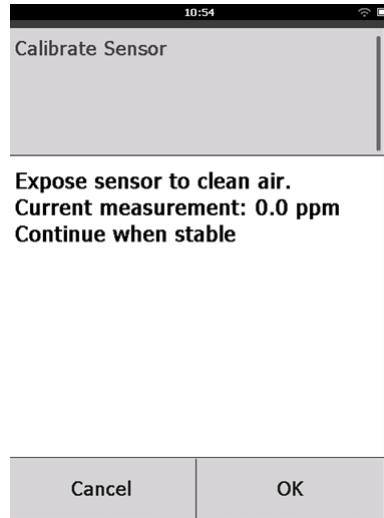 10:54
Calibrate Sensor
Expose sensor to clean air.
Current measurement: 0.0 ppm
Continue when stable
Cancel OK